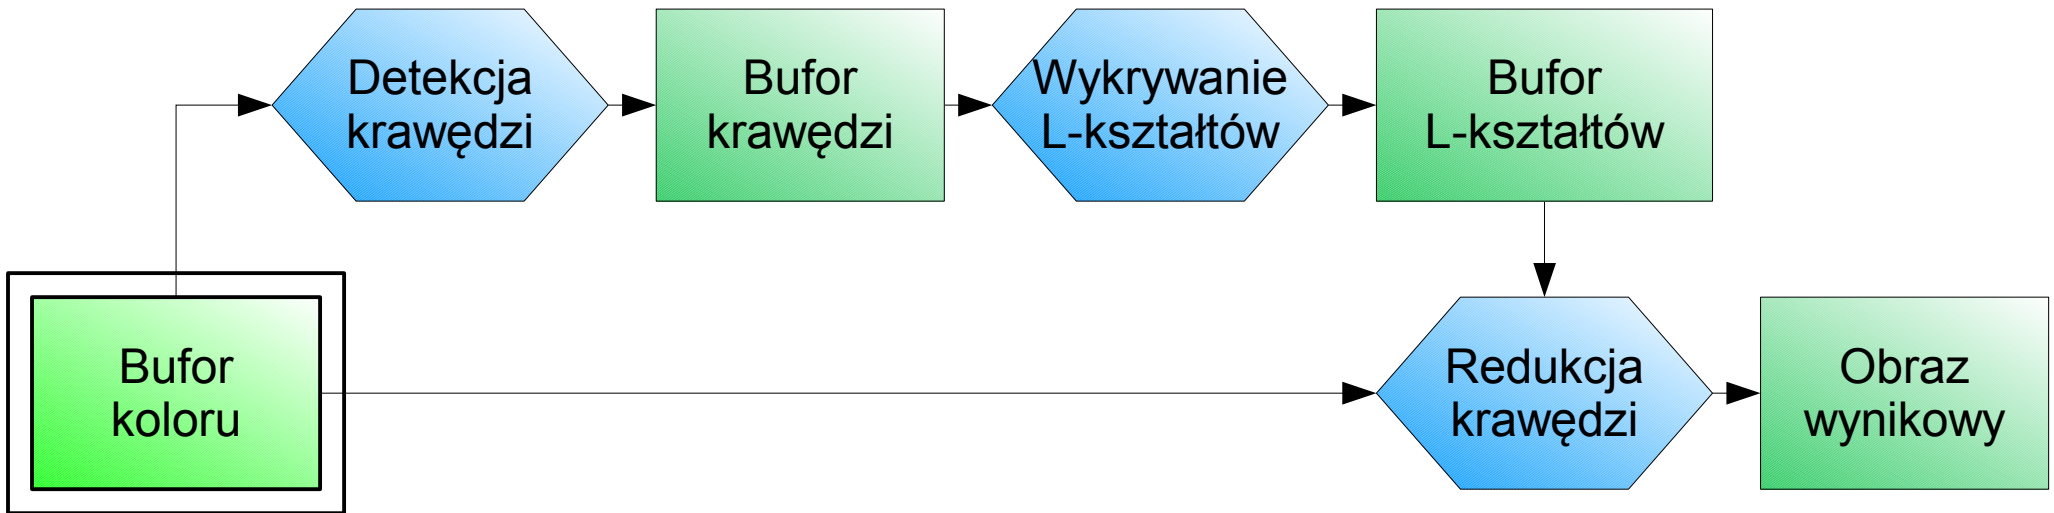 Detekcja
krawędzi
Bufor
krawędzi
Wykrywanie
L-kształtów
Bufor
L-kształtów
Bufor
koloru
Redukcja
krawędzi
Obraz
wynikowy